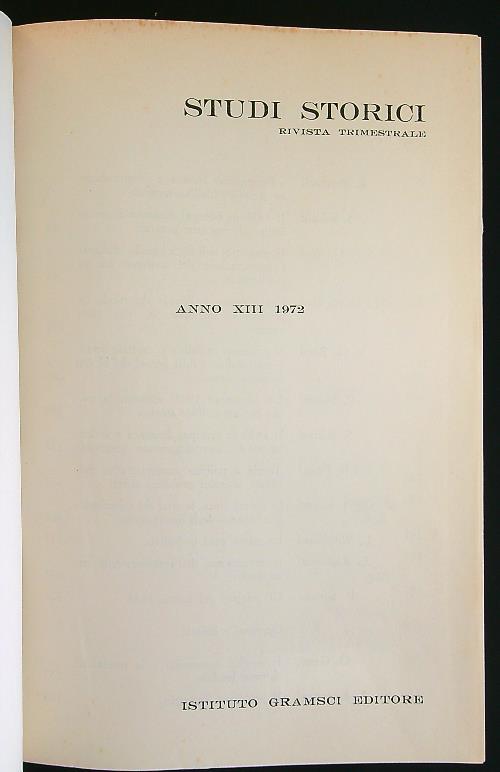 STUDI STORICI
RIVISTA TRIMESTRALE
ANNO XIII 1972
ISTITUTO GRAMSCI EDITORE